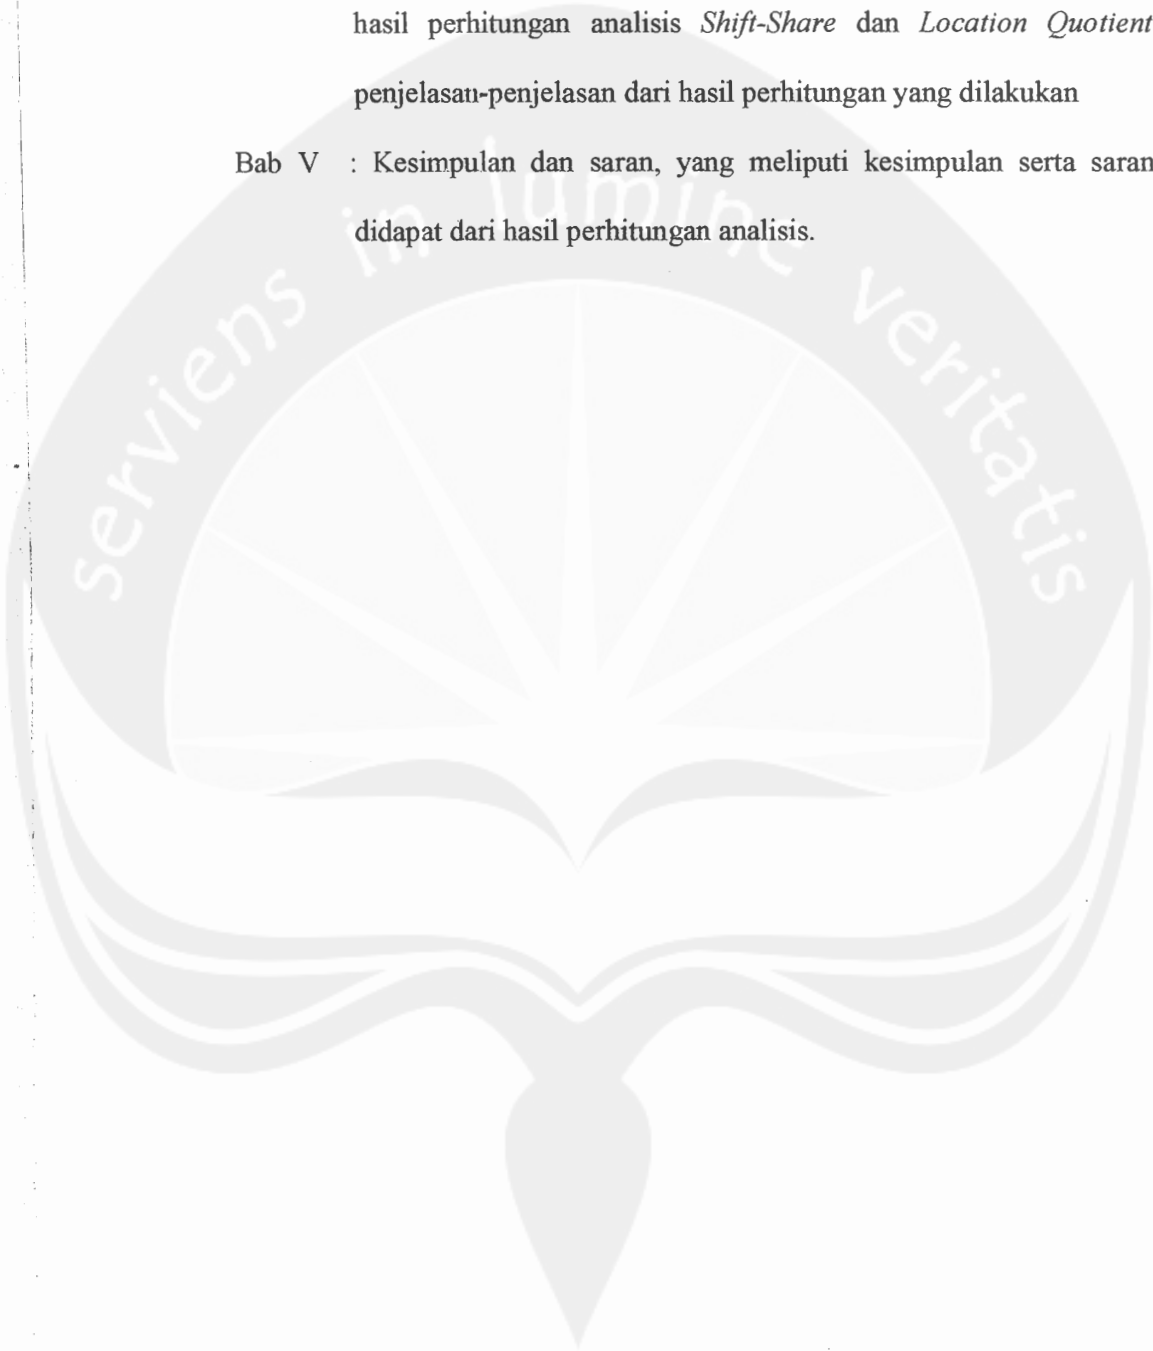 hasil perhitungan analisis Shift-Share dan Location Quotient
penjelasan-penjelasan dari hasil perhitungan yang dilakukan
Bab V : Kesimpulan dan saran, yang meliputi kesimpulan serta saran
didapat dari hasil perhitungan analisis.
serviens in lumine veritatis